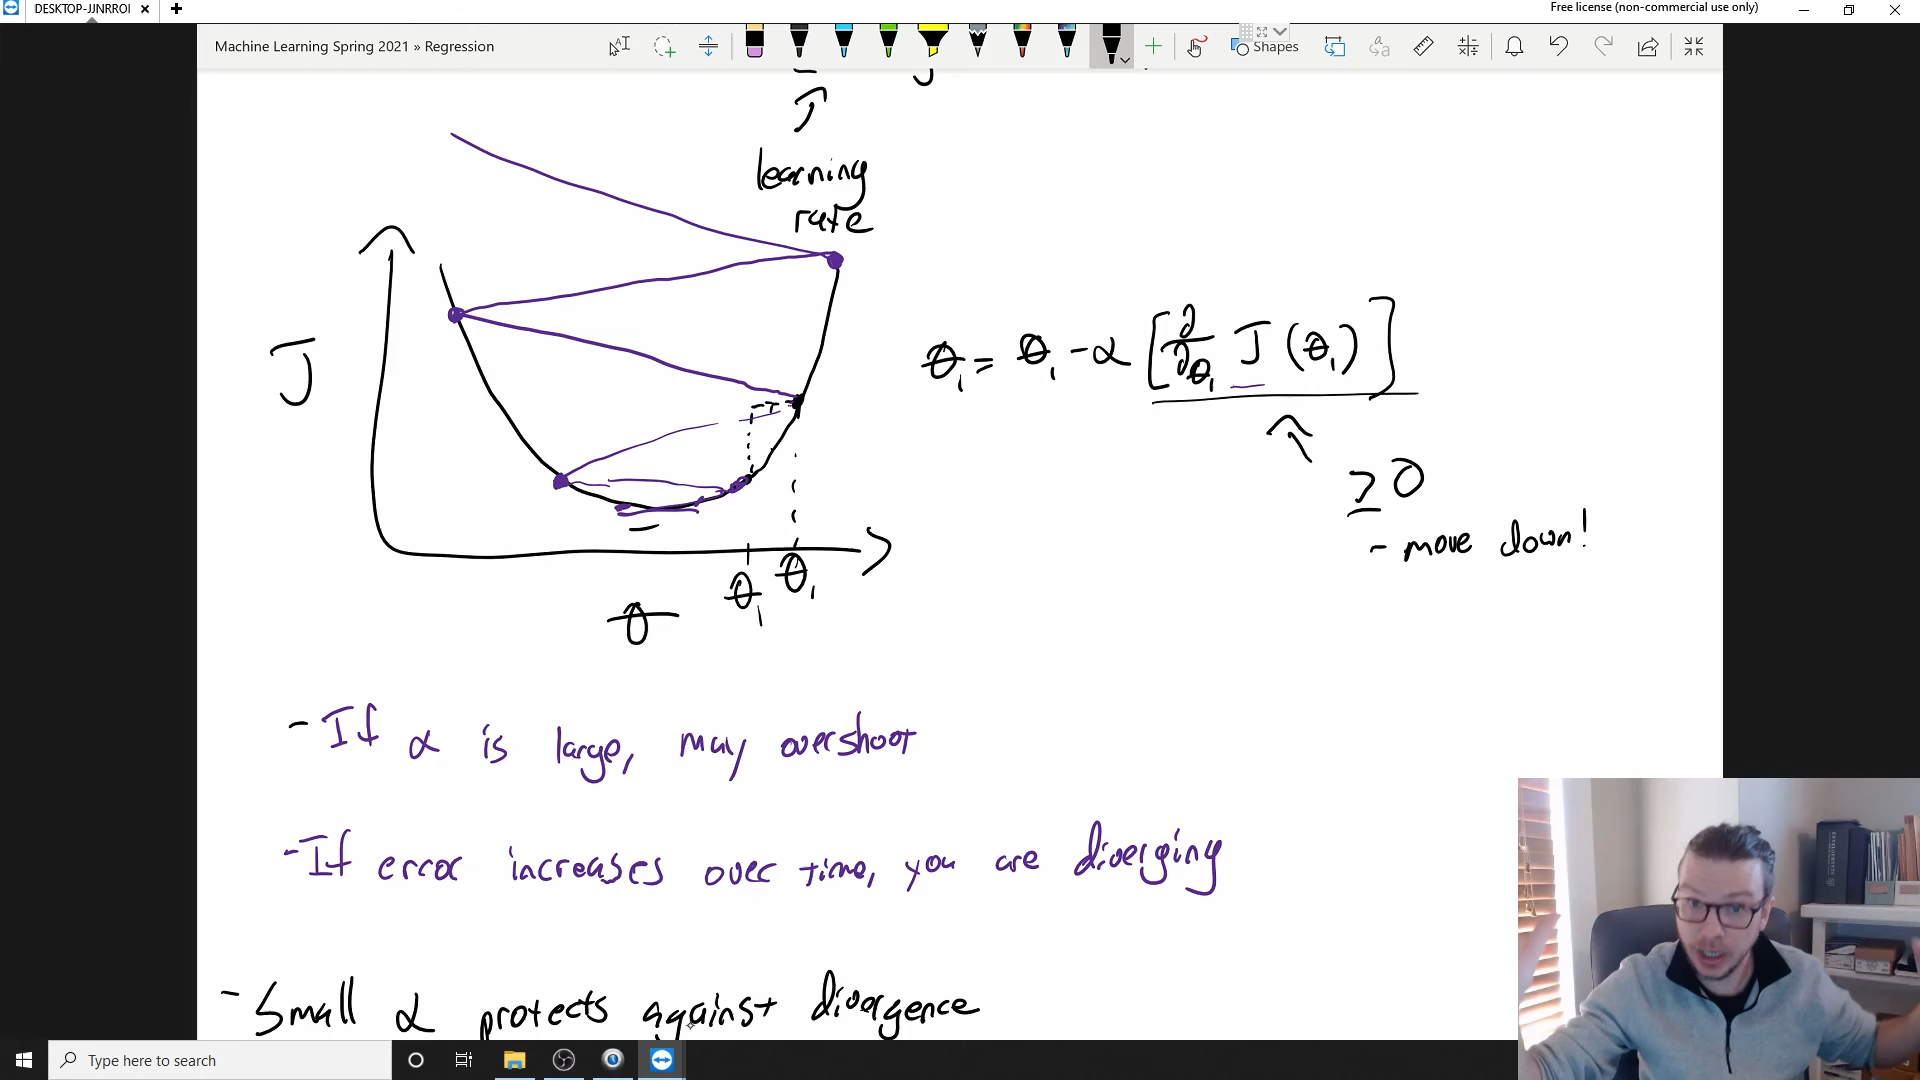 DESKTOP-JJNRROI
Free license (non-commercial use only)
Machine Learning Spring 2021 » Regression
Shapes
learning
rate
J
θ₁ = θ₁ - α [∂/∂θ₁ J(θ₁)]
≥ 0
- move down!
θ₁ θ₁
θ
- If α is large, may overshoot
- If error increases over time, you are diverging
- Small α protects against divergence
Type here to search